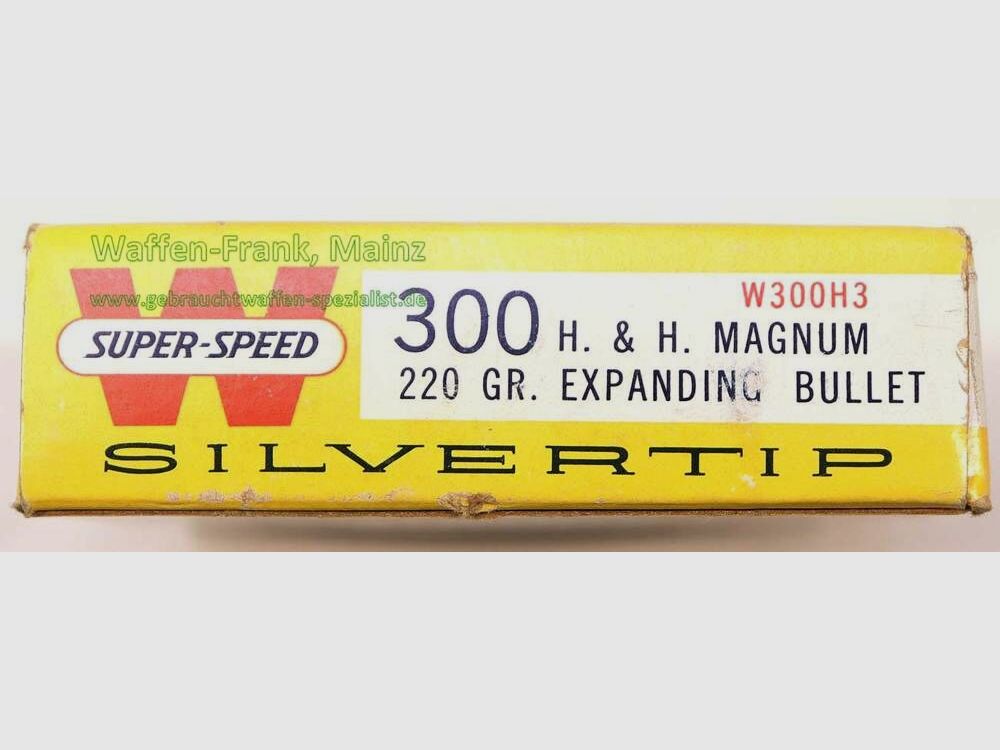 Waffen-Frank, Mainz
www.gebrauchtwaffen-spezialist.de
W
SUPER-SPEED
W300H3
300 H. & H. MAGNUM
220 GR. EXPANDING BULLET
SILVERTIP